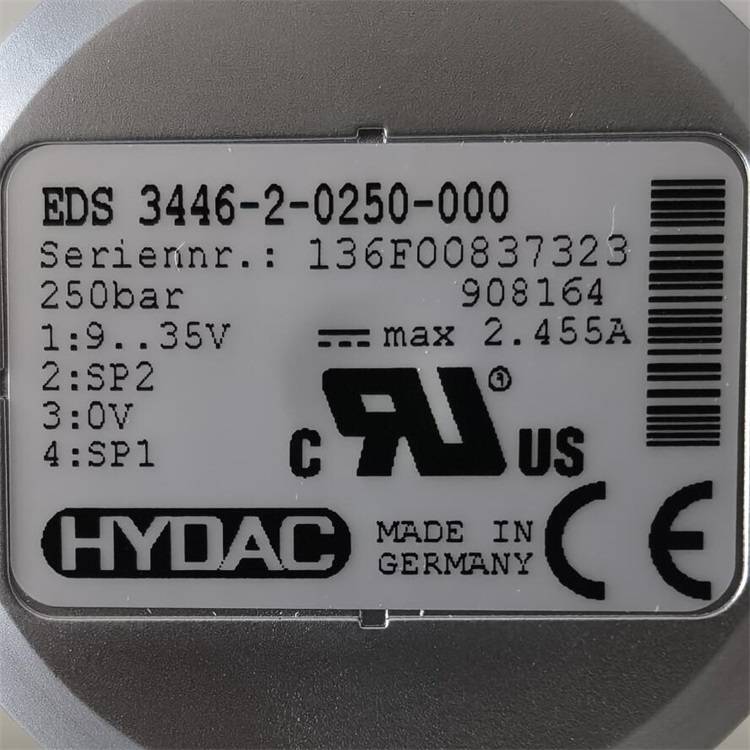 EDS 3446-2-0250-000
Seriennr.: 136F00837323
250bar 908164
1:9..35V ⎓ max 2.455A
2:SP2
3:0V
4:SP1
C RU ® US
HYDAC
MADE IN
GERMANY
CE